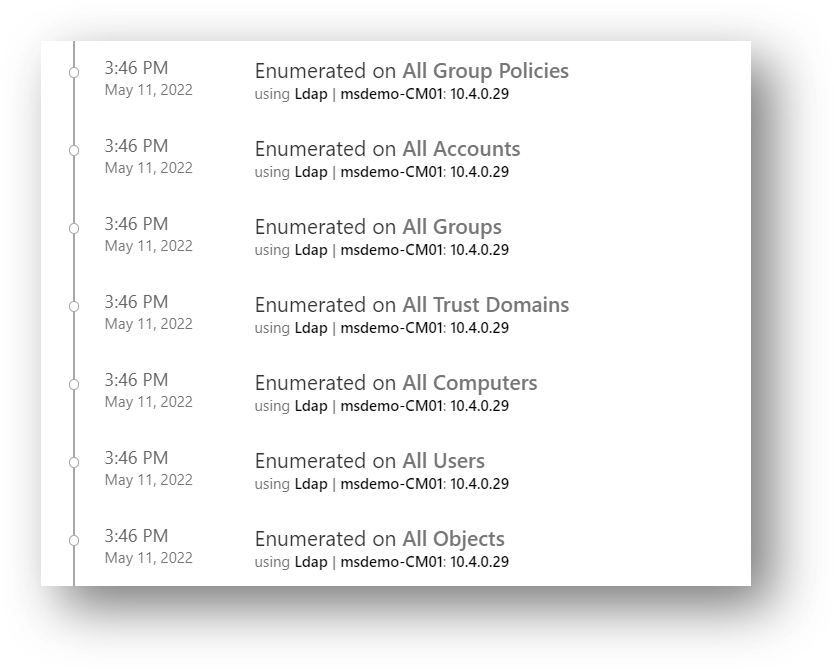 3:46 PM
May 11, 2022
Enumerated on All Group Policies
using Ldap | msdemo-CM01: 10.4.0.29
3:46 PM
May 11, 2022
Enumerated on All Accounts
using Ldap | msdemo-CM01: 10.4.0.29
3:46 PM
May 11, 2022
Enumerated on All Groups
using Ldap | msdemo-CM01: 10.4.0.29
3:46 PM
May 11, 2022
Enumerated on All Trust Domains
using Ldap | msdemo-CM01: 10.4.0.29
3:46 PM
May 11, 2022
Enumerated on All Computers
using Ldap | msdemo-CM01: 10.4.0.29
3:46 PM
May 11, 2022
Enumerated on All Users
using Ldap | msdemo-CM01: 10.4.0.29
3:46 PM
May 11, 2022
Enumerated on All Objects
using Ldap | msdemo-CM01: 10.4.0.29